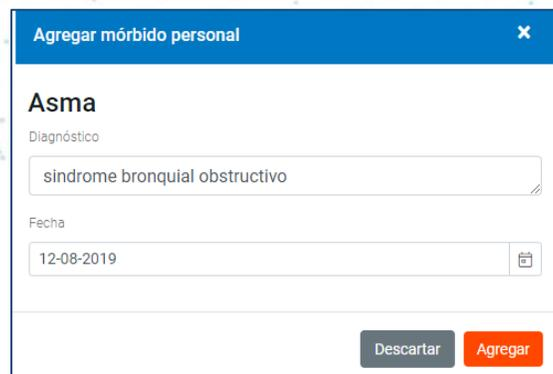 Agregar mórbido personal
Asma
Diagnóstico
sindrome bronquial obstructivo
Fecha
12-08-2019
Descartar Agregar